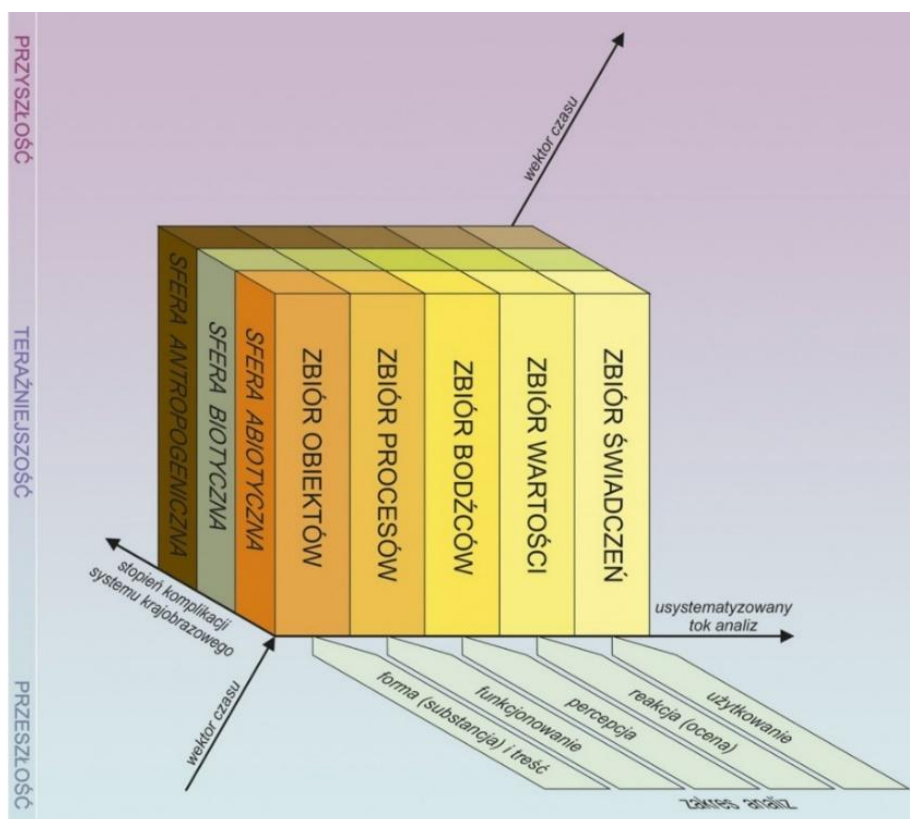 PRZYSZŁOŚĆ
TERAŹNIEJSZOŚĆ
PRZESZŁOŚĆ
wektor czasu
SFERA ANTROPOGENICZNA
SFERA BIOTYCZNA
SFERA ABIOTYCZNA
ZBIÓR OBIEKTÓW
ZBIÓR PROCESÓW
ZBIÓR BODŹCÓW
ZBIÓR WARTOŚCI
ZBIÓR ŚWIADCZEŃ
stopień komplikacji
systemu krajobrazowego
usystematyzowany
tok analiz
wektor czasu
forma (substancja) i treść
funkcjonowanie
percepcja
reakcja (ocena)
użytkowanie
zakres analiz